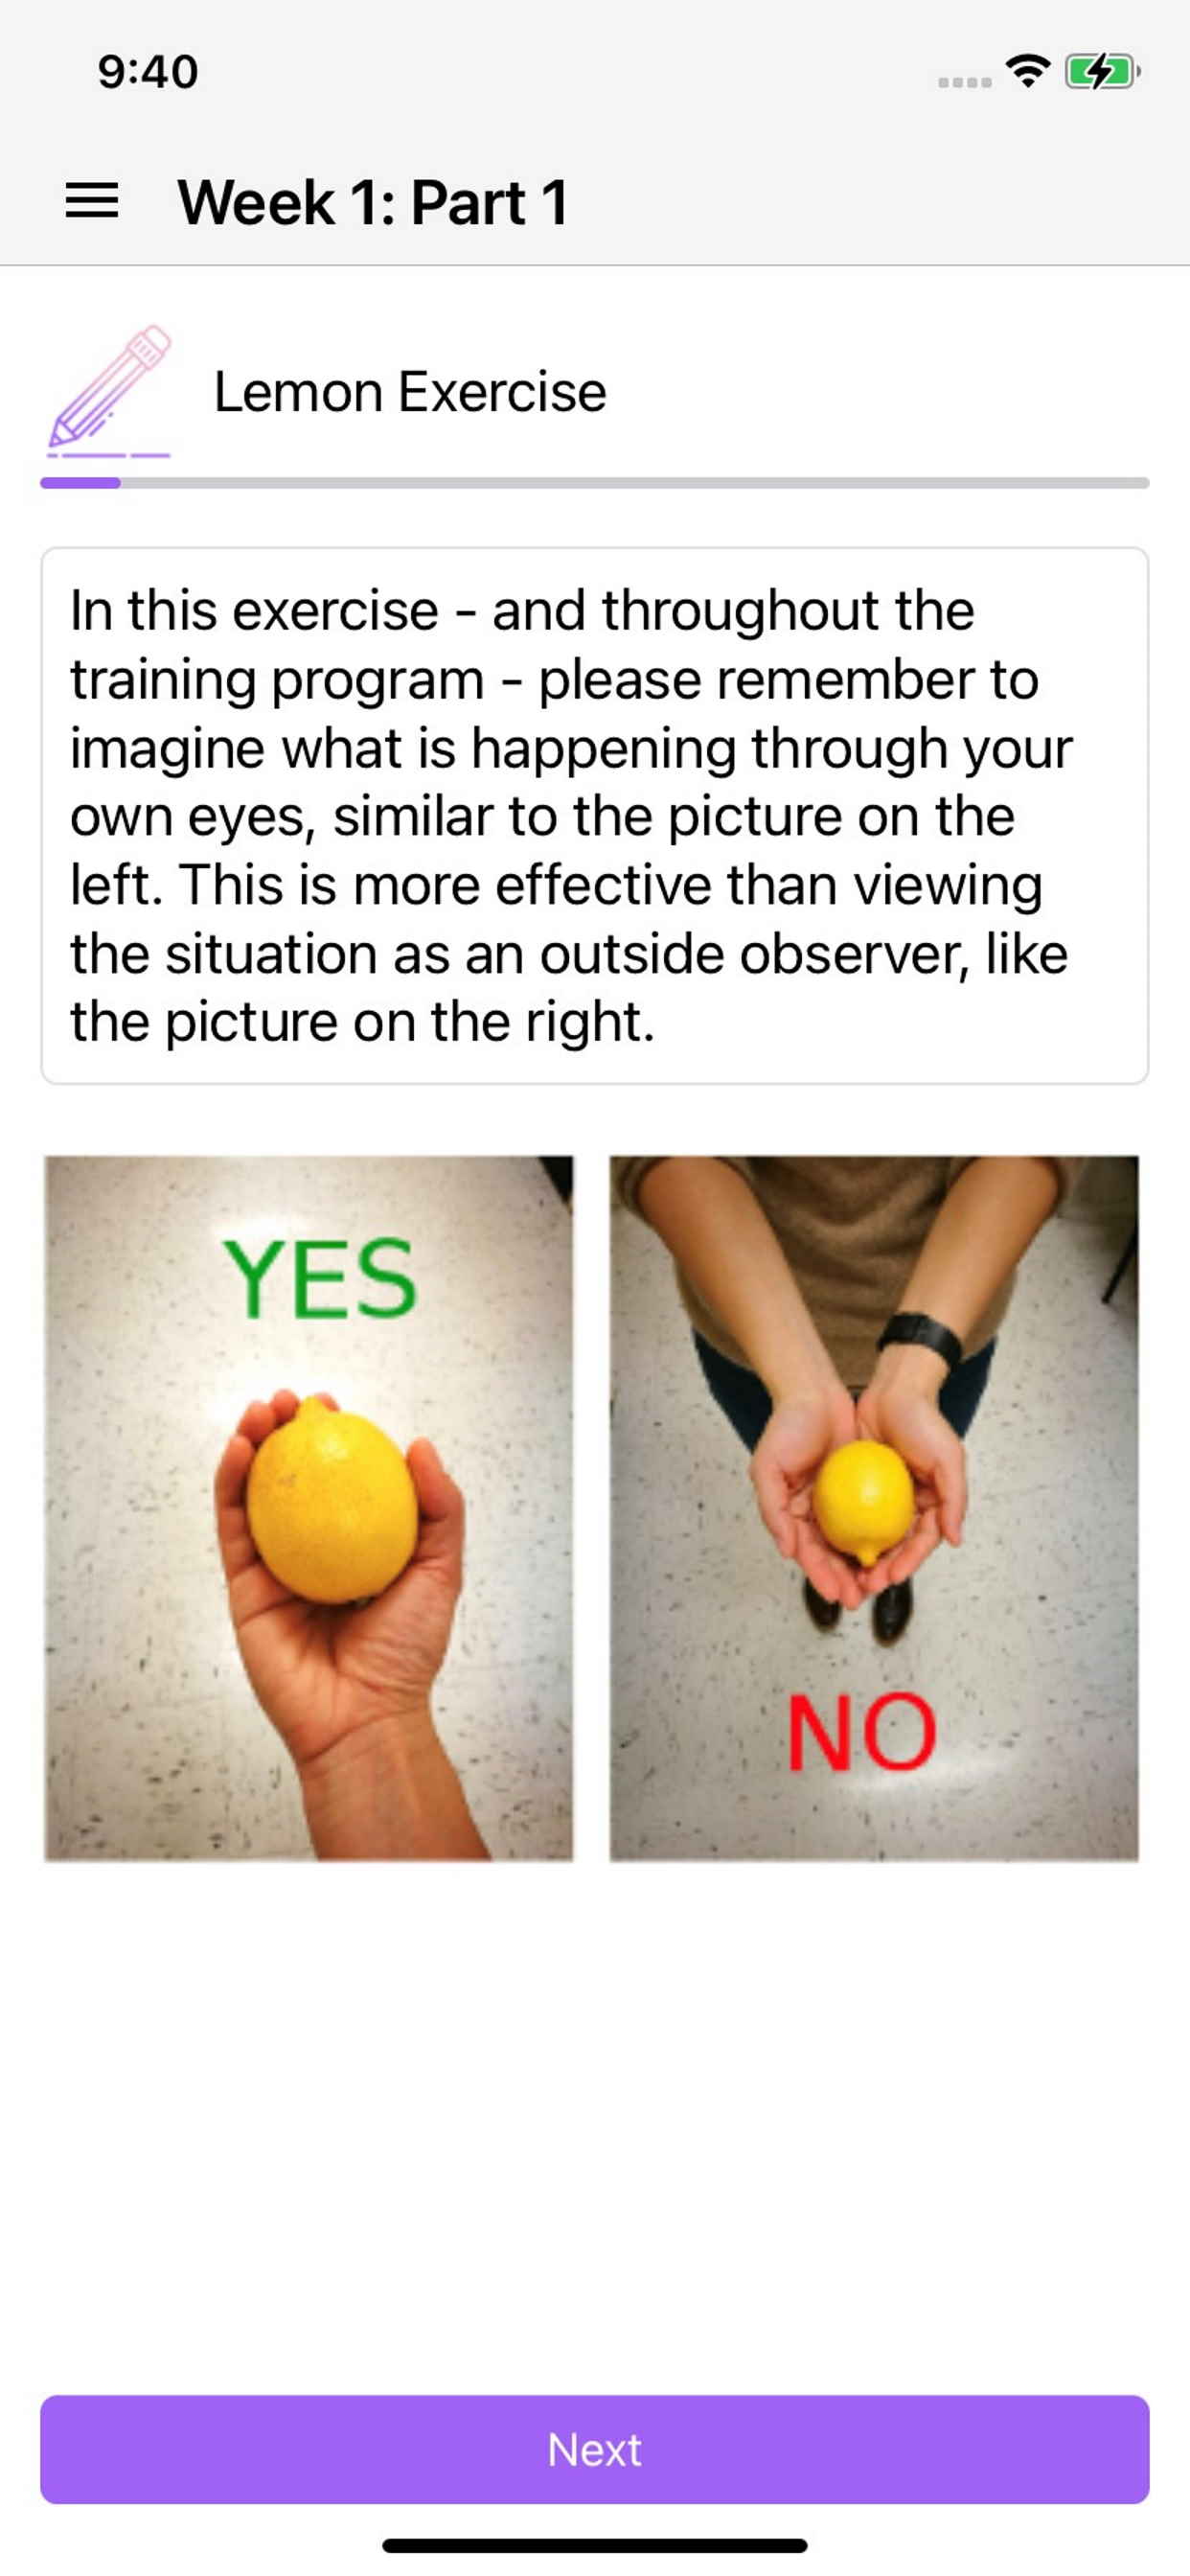 9:40
Week 1: Part 1
Lemon Exercise
In this exercise - and throughout the
training program - please remember to
imagine what is happening through your
own eyes, similar to the picture on the
left. This is more effective than viewing
the situation as an outside observer, like
the picture on the right.
YES
NO
Next